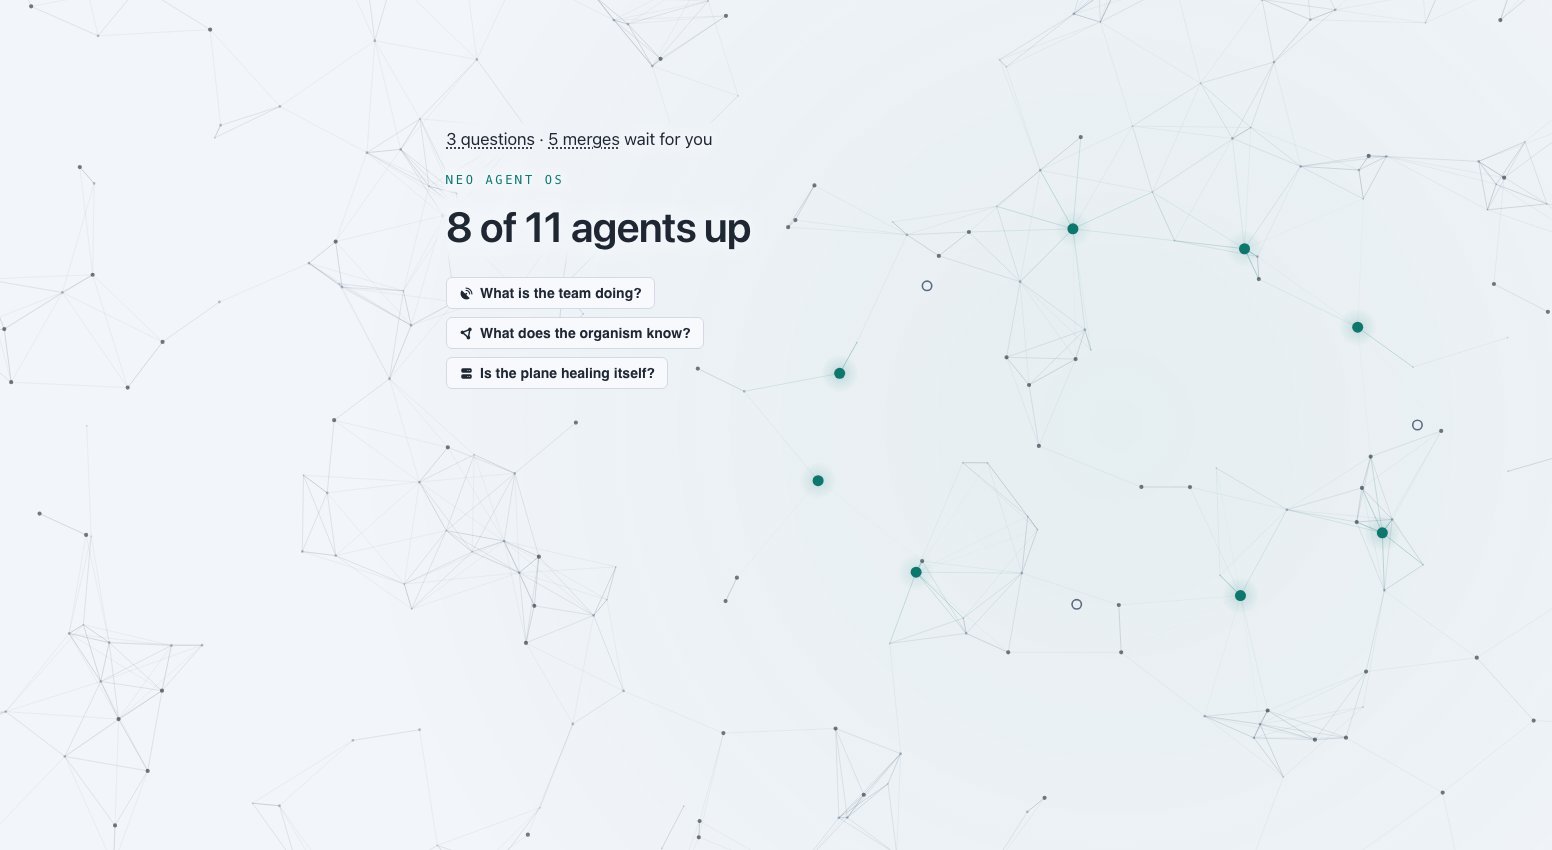 3 questions · 5 merges wait for you
NEO AGENT OS
8 of 11 agents up
What is the team doing?
What does the organism know?
Is the plane healing itself?